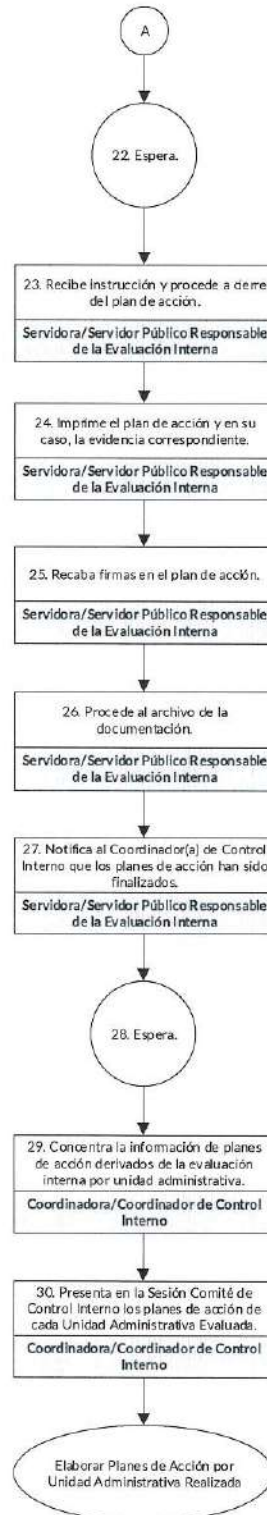 A
22. Espera.
23. Recibe Instrucción y procede a cierre
del plan de acción.
Servidora/Servidor Público Responsable
de la Evaluación Interna
24. Imprime el plan de acción y en su
caso, la evidencia correspondiente.
Servidora/Servidor Público Responsable
de la Evaluación Interna
25. Recaba firmas en el plan de acción.
Servidora/Servidor Público Responsable
de la Evaluación Interna
26. Procede al archivo de la
documentación.
Servidora/Servidor Público Responsable
de la Evaluación Interna
27. Notifica al Coordinador(a) de Control
Interno que los planes de acción han sido
finalizados.
Servidora/Servidor Público Responsable
de la Evaluación Interna
28. Espera.
29. Concentra la información de planes
de acción derivados de la evaluación
interna por unidad administrativa.
Coordinadora/Coordinador de Control
Interno
30. Presenta en la Sesión Comité de
Control Interno los planes de acción de
cada Unidad Administrativa Evaluada.
Coordinadora/Coordinador de Control
Interno
Elaborar Planes de Acción por
Unidad Administrativa Realizada